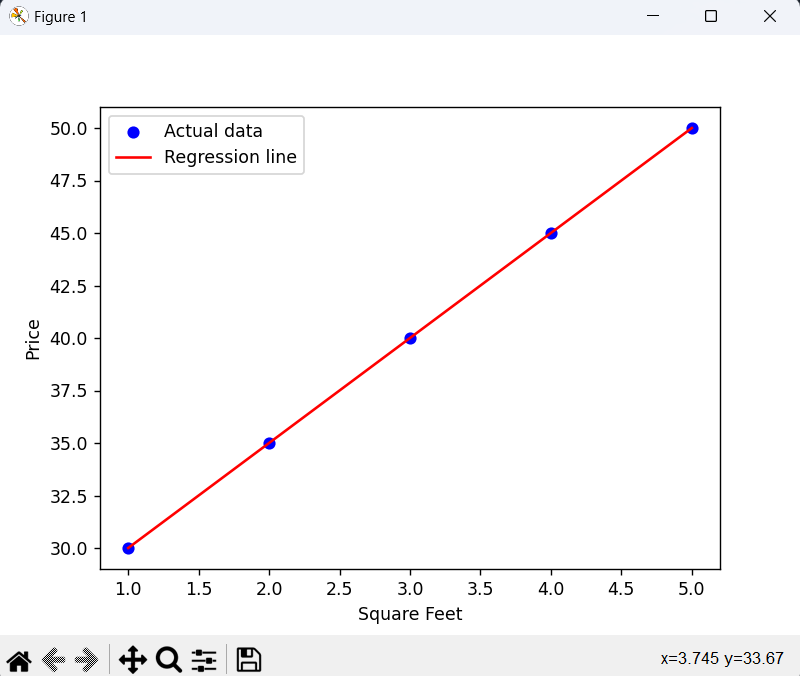 Figure 1
Actual data
Regression line
50.0
47.5
45.0
42.5
40.0
37.5
35.0
32.5
30.0
Price
1.0 1.5 2.0 2.5 3.0 3.5 4.0 4.5 5.0
Square Feet
x=3.745 y=33.67